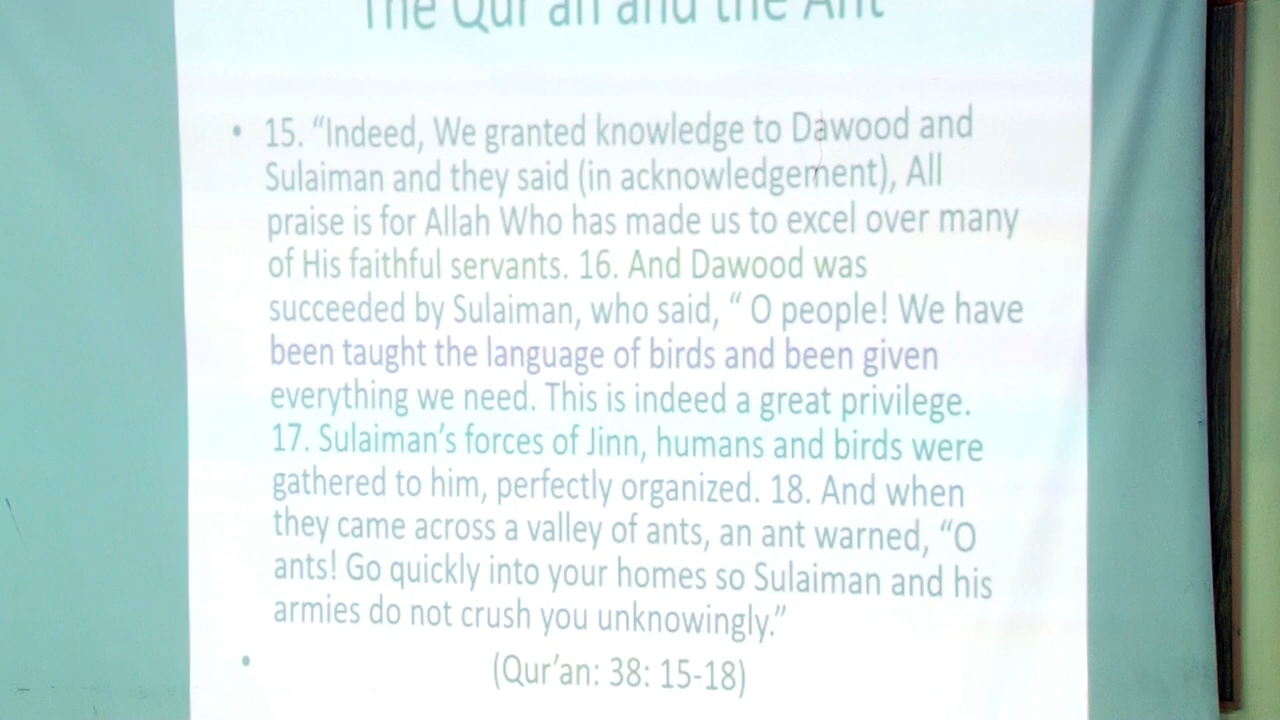 The Qur'an and the Ant
• 15. “Indeed, We granted knowledge to Dawood and
Sulaiman and they said (in acknowledgement), All
praise is for Allah Who has made us to excel over many
of His faithful servants. 16. And Dawood was
succeeded by Sulaiman, who said, “ O people! We have
been taught the language of birds and been given
everything we need. This is indeed a great privilege.
17. Sulaiman’s forces of Jinn, humans and birds were
gathered to him, perfectly organized. 18. And when
they came across a valley of ants, an ant warned, “O
ants! Go quickly into your homes so Sulaiman and his
armies do not crush you unknowingly.”
• (Qur’an: 38: 15-18)